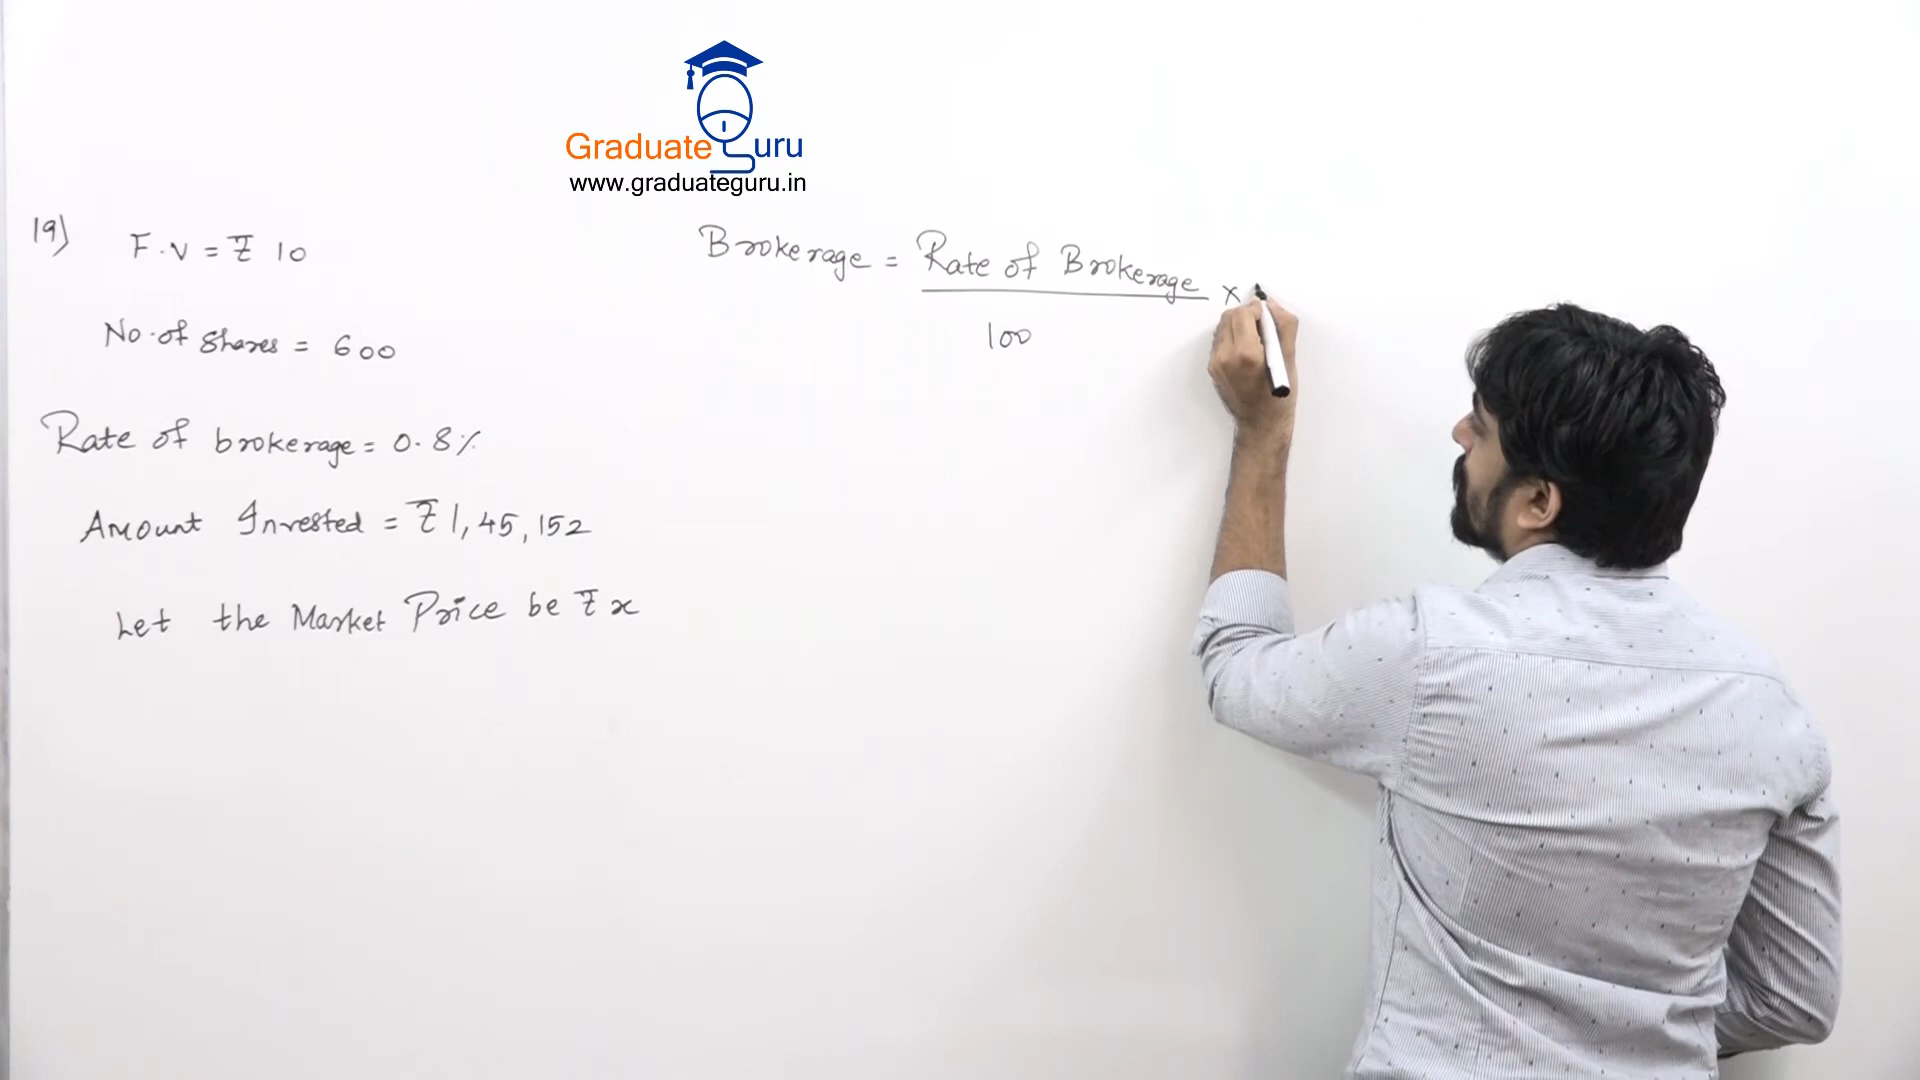 Graduate Guru
www.graduateguru.in
19) F.V = ₹ 10
No. of Shares = 600
Rate of brokerage = 0.8%
Amount Invested = ₹ 1,45,152
Let the Market Price be ₹ x
Brokerage = Rate of Brokerage ×
100